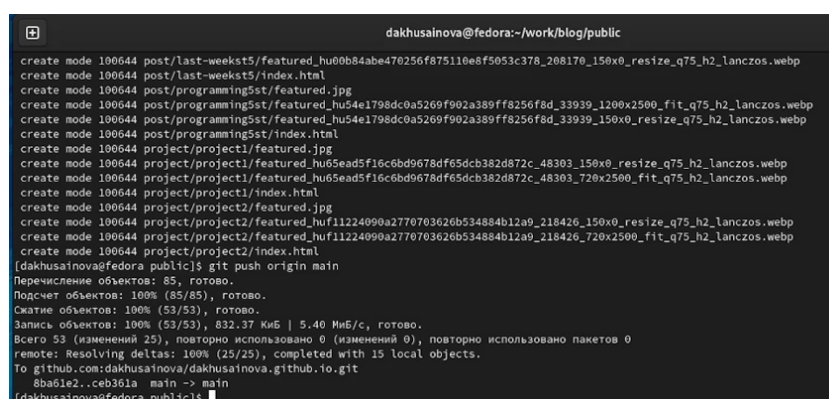 dakhusainova@fedora:~/work/blog/public
create mode 100644 post/last-weekst5/featured_hu00b84abe470256f875110e8f5053c378_208170_150x0_resize_q75_h2_lanczos.webp
create mode 100644 post/last-weekst5/index.html
create mode 100644 post/programming5st/featured.jpg
create mode 100644 post/programming5st/featured_hu54e1798dc0a5269f902a389ff8256f8d_33939_1200x2500_fit_q75_h2_lanczos.webp
create mode 100644 post/programming5st/featured_hu54e1798dc0a5269f902a389ff8256f8d_33939_150x0_resize_q75_h2_lanczos.webp
create mode 100644 post/programming5st/index.html
create mode 100644 project/project1/featured.jpg
create mode 100644 project/project1/featured_hu65ead5f16c6bd9678df65dcb382d872c_48303_150x0_resize_q75_h2_lanczos.webp
create mode 100644 project/project1/featured_hu65ead5f16c6bd9678df65dcb382d872c_48303_720x2500_fit_q75_h2_lanczos.webp
create mode 100644 project/project1/index.html
create mode 100644 project/project2/featured.jpg
create mode 100644 project/project2/featured_huf11224090a2770703626b534884b12a9_218426_150x0_resize_q75_h2_lanczos.webp
create mode 100644 project/project2/featured_huf11224090a2770703626b534884b12a9_218426_720x2500_fit_q75_h2_lanczos.webp
create mode 100644 project/project2/index.html
[dakhusainova@fedora public]$ git push origin main
Перечисление объектов: 85, готово.
Подсчет объектов: 100% (85/85), готово.
Сжатие объектов: 100% (53/53), готово.
Запись объектов: 100% (53/53), 832.37 КиБ | 5.40 МиБ/с, готово.
Всего 53 (изменений 25), повторно использовано 0 (изменений 0), повторно использовано пакетов 0
remote: Resolving deltas: 100% (25/25), completed with 15 local objects.
To github.com:dakhusainova/dakhusainova.github.io.git
8ba61e2..ceb361a main -> main
[dakhusainova@fedora public]$